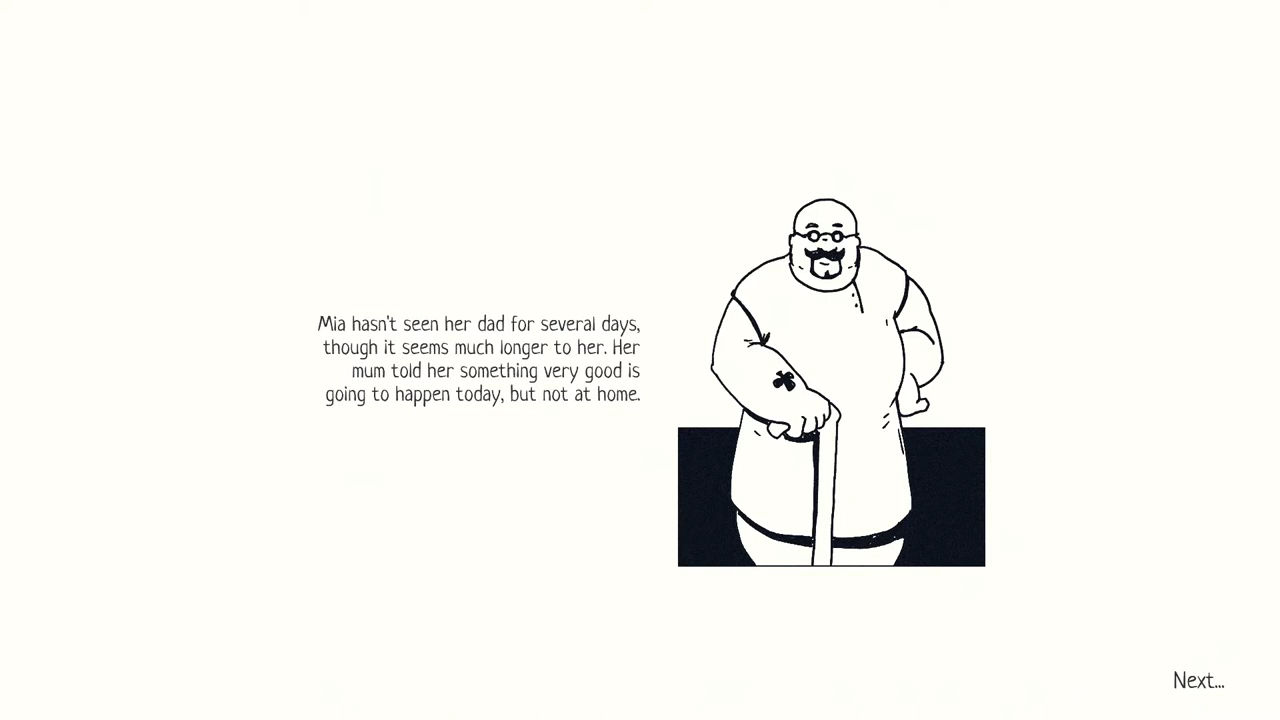 Mia hasn't seen her dad for several days,
though it seems much longer to her. Her
mum told her something very good is
going to happen today, but not at home.
Next...